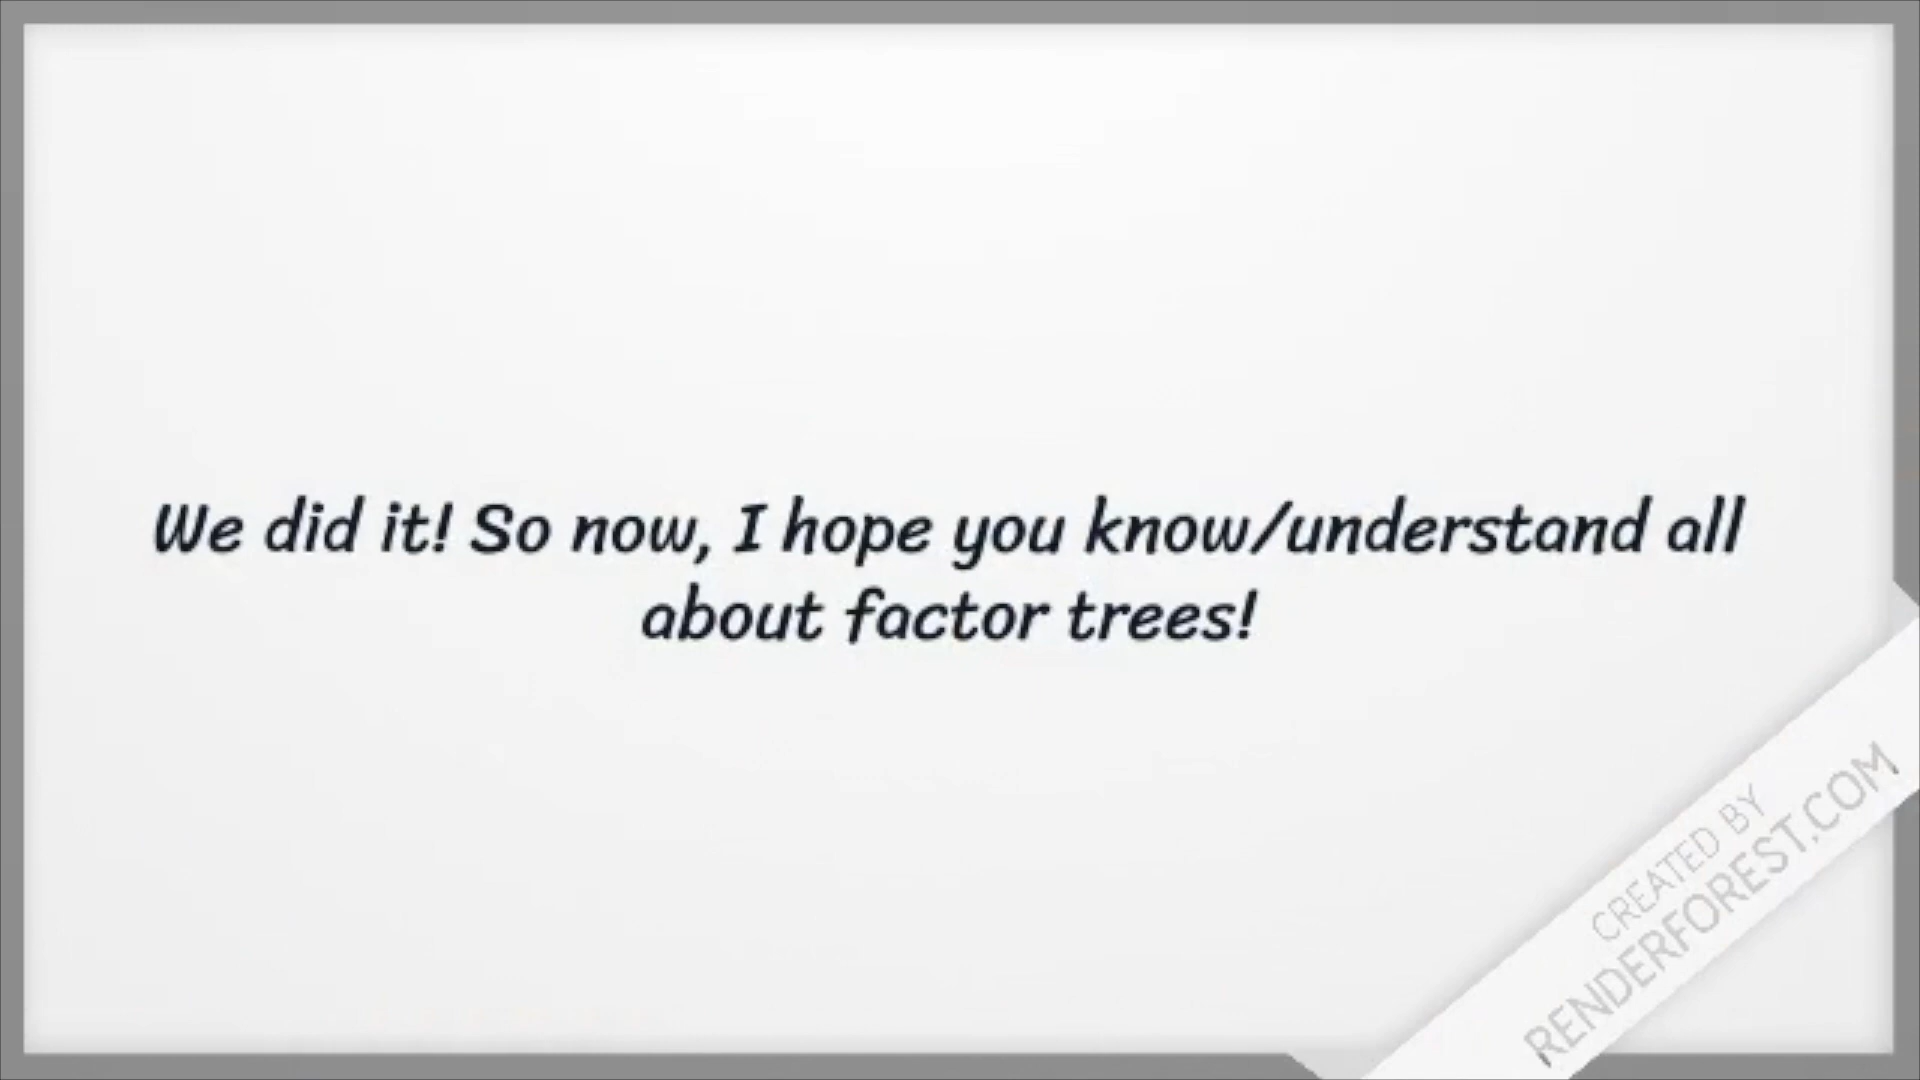 We did it! So now, I hope you know/understand all
about factor trees!
CREATED BY
RENDERFOREST.COM